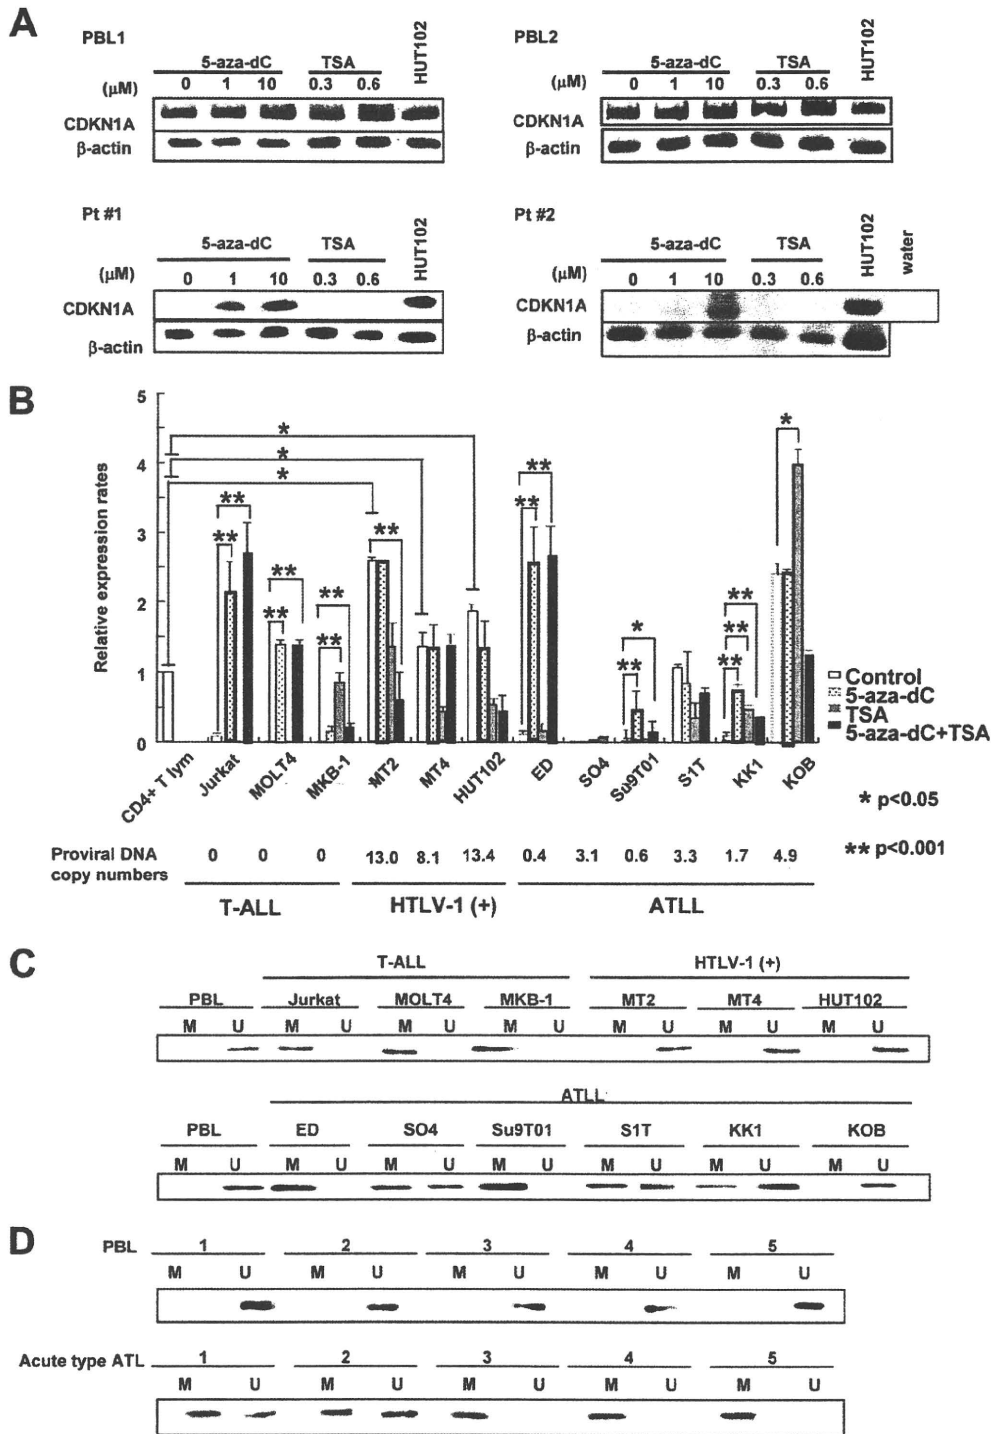 A
PBL1
5-aza-dC TSA HUT102
(μM) 0 1 10 0.3 0.6
CDKN1A
β-actin
PBL2
5-aza-dC TSA HUT102
(μM) 0 1 10 0.3 0.6
CDKN1A
β-actin
Pt #1
5-aza-dC TSA HUT102
(μM) 0 1 10 0.3 0.6
CDKN1A
β-actin
Pt #2
5-aza-dC TSA HUT102 water
(μM) 0 1 10 0.3 0.6
CDKN1A
β-actin
B
Relative expression rates
5
4
3
2
1
0
* * * ** ** ** ** ** ** ** ** ** ** * ** ** ** *
Control
5-aza-dC
TSA
5-aza-dC+TSA
CD4+ T lym Jurkat MOLT4 MKB-1 MT2 MT4 HUT102 ED SO4 Su9T01 S1T KK1 KOB
* p<0.05
** p<0.001
Proviral DNA copy numbers
0 0 0 13.0 8.1 13.4 0.4 3.1 0.6 3.3 1.7 4.9
T-ALL HTLV-1 (+) ATLL
C
T-ALL HTLV-1 (+)
PBL Jurkat MOLT4 MKB-1 MT2 MT4 HUT102
M U M U M U M U M U M U M U
ATLL
PBL ED SO4 Su9T01 S1T KK1 KOB
M U M U M U M U M U M U M U
D
PBL 1 2 3 4 5
M U M U M U M U M U
Acute type ATL 1 2 3 4 5
M U M U M U M U M U